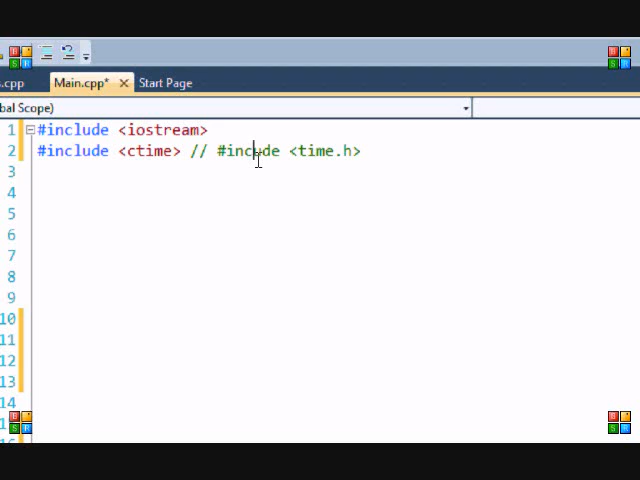 s.cpp
Main.cpp*
Start Page
bal Scope)
1 #include <iostream>
2 #include <ctime> // #include <time.h>
3
4
5
6
7
8
9
10
11
12
13
14